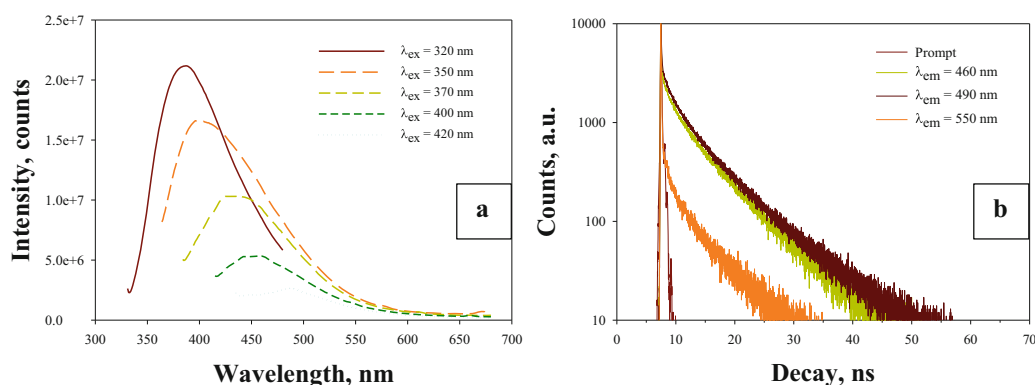 2.5e+7
2.0e+7
1.5e+7
1.0e+7
5.0e+6
0.0
300 350 400 450 500 550 600 650 700
Intensity, counts
Wavelength, nm
λex = 320 nm
λex = 350 nm
λex = 370 nm
λex = 400 nm
λex = 420 nm
a
10000
1000
100
10
0 10 20 30 40 50 60 70
Counts, a.u.
Decay, ns
Prompt
λem = 460 nm
λem = 490 nm
λem = 550 nm
b